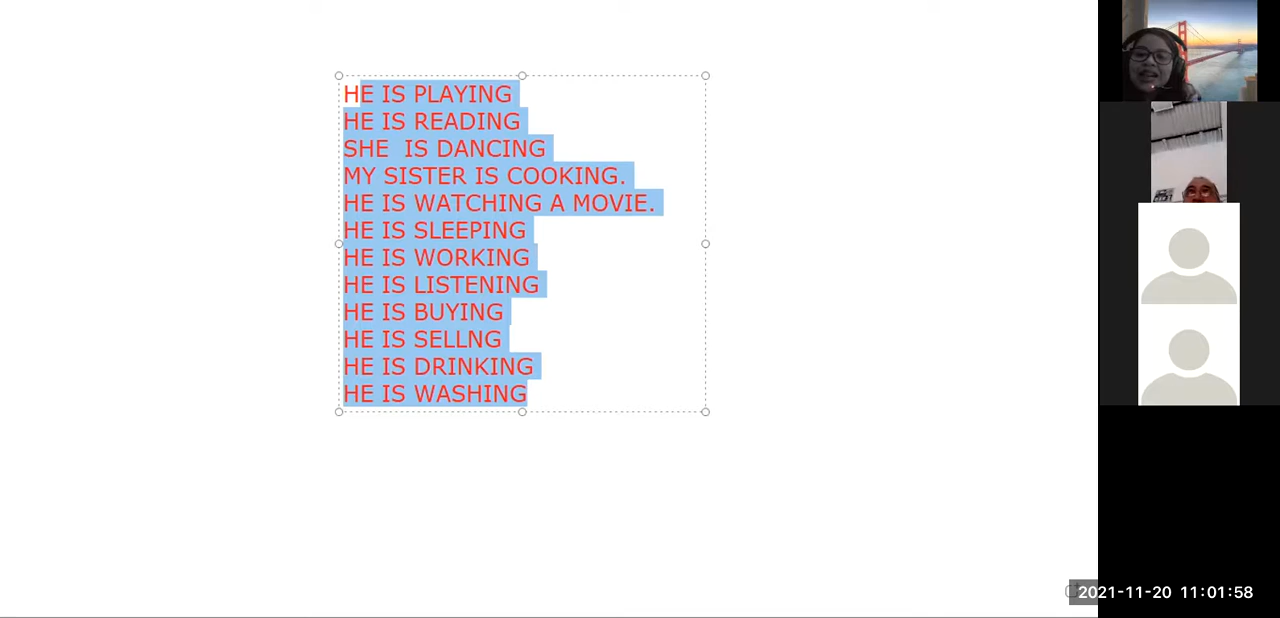 HE IS PLAYING
HE IS READING
SHE  IS DANCING
MY SISTER IS COOKING.
HE IS WATCHING A MOVIE.
HE IS SLEEPING
HE IS WORKING
HE IS LISTENING
HE IS BUYING
HE IS SELLNG
HE IS DRINKING
HE IS WASHING
2021-11-20 11:01:58